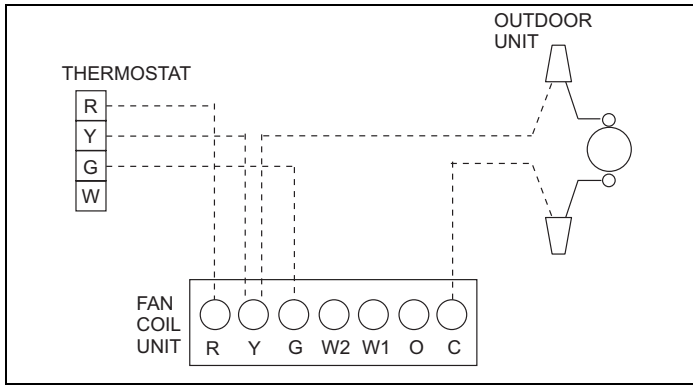 OUTDOOR
UNIT
THERMOSTAT
R
Y
G
W
FAN
COIL
UNIT
R Y G W2 W1 O C